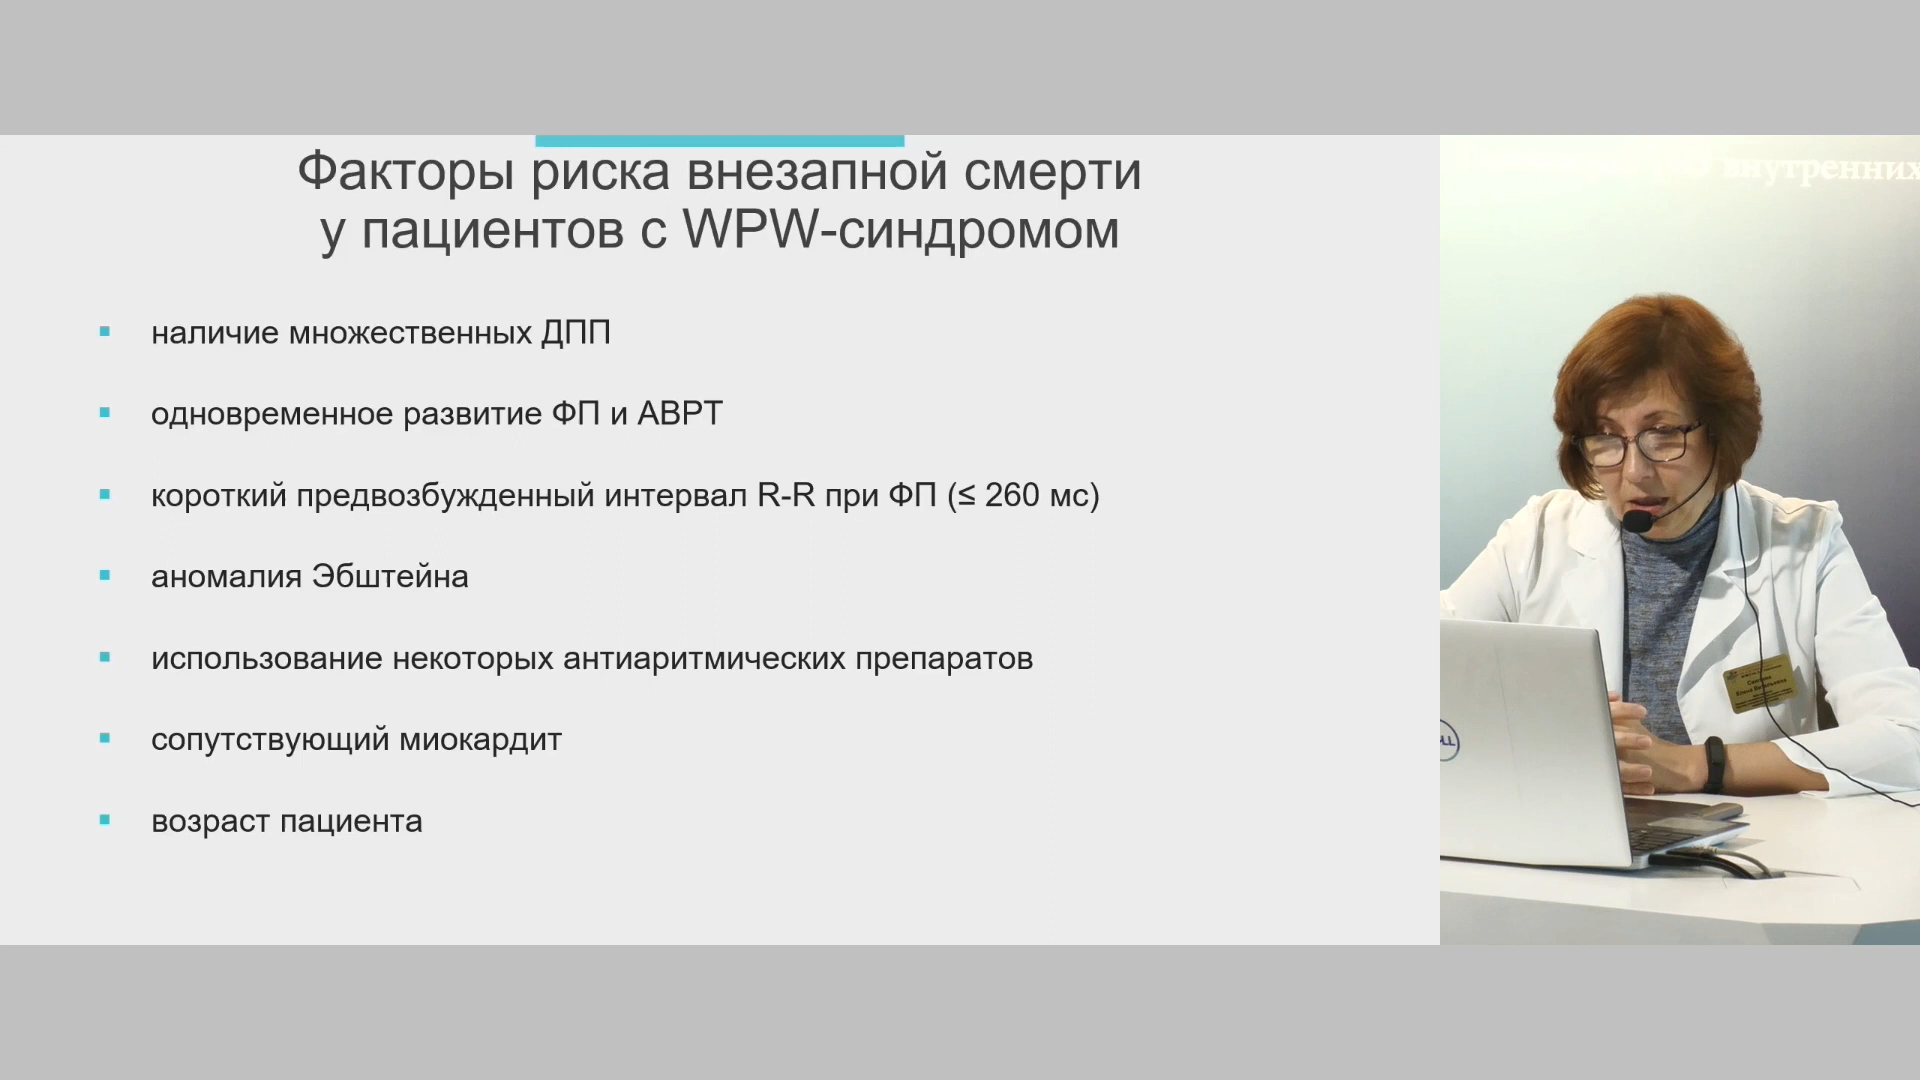 Факторы риска внезапной смерти
у пациентов с WPW-синдромом
наличие множественных ДПП
одновременное развитие ФП и АВРТ
короткий предвозбужденный интервал R-R при ФП (≤ 260 мс)
аномалия Эбштейна
использование некоторых антиаритмических препаратов
сопутствующий миокардит
возраст пациента
внутренних